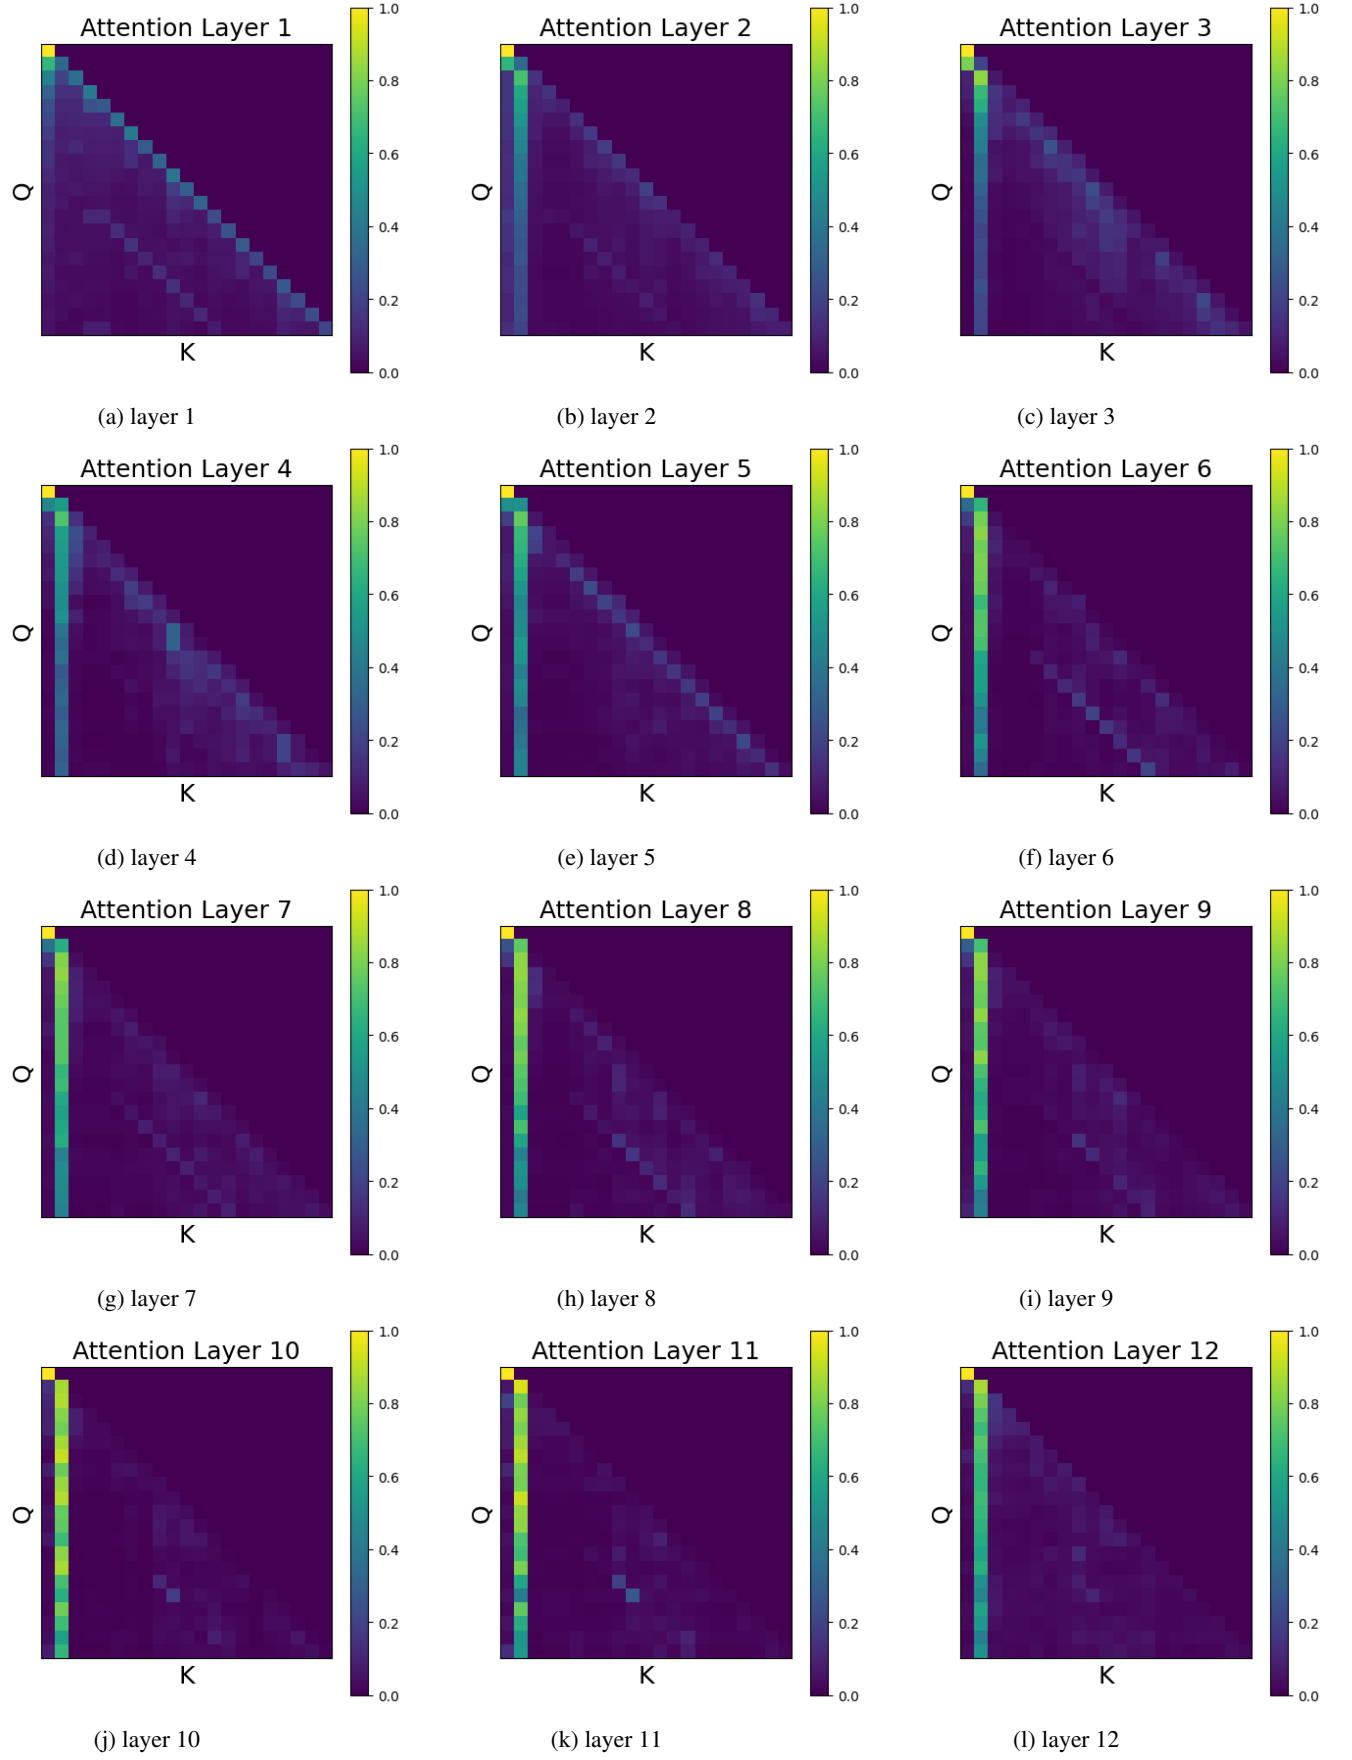 Attention Layer 1
Q
K
1.0
0.8
0.6
0.4
0.2
0.0
(a) layer 1
Attention Layer 2
Q
K
1.0
0.8
0.6
0.4
0.2
0.0
(b) layer 2
Attention Layer 3
Q
K
1.0
0.8
0.6
0.4
0.2
0.0
(c) layer 3
Attention Layer 4
Q
K
1.0
0.8
0.6
0.4
0.2
0.0
(d) layer 4
Attention Layer 5
Q
K
1.0
0.8
0.6
0.4
0.2
0.0
(e) layer 5
Attention Layer 6
Q
K
1.0
0.8
0.6
0.4
0.2
0.0
(f) layer 6
Attention Layer 7
Q
K
1.0
0.8
0.6
0.4
0.2
0.0
(g) layer 7
Attention Layer 8
Q
K
1.0
0.8
0.6
0.4
0.2
0.0
(h) layer 8
Attention Layer 9
Q
K
1.0
0.8
0.6
0.4
0.2
0.0
(i) layer 9
Attention Layer 10
Q
K
1.0
0.8
0.6
0.4
0.2
0.0
(j) layer 10
Attention Layer 11
Q
K
1.0
0.8
0.6
0.4
0.2
0.0
(k) layer 11
Attention Layer 12
Q
K
1.0
0.8
0.6
0.4
0.2
0.0
(l) layer 12